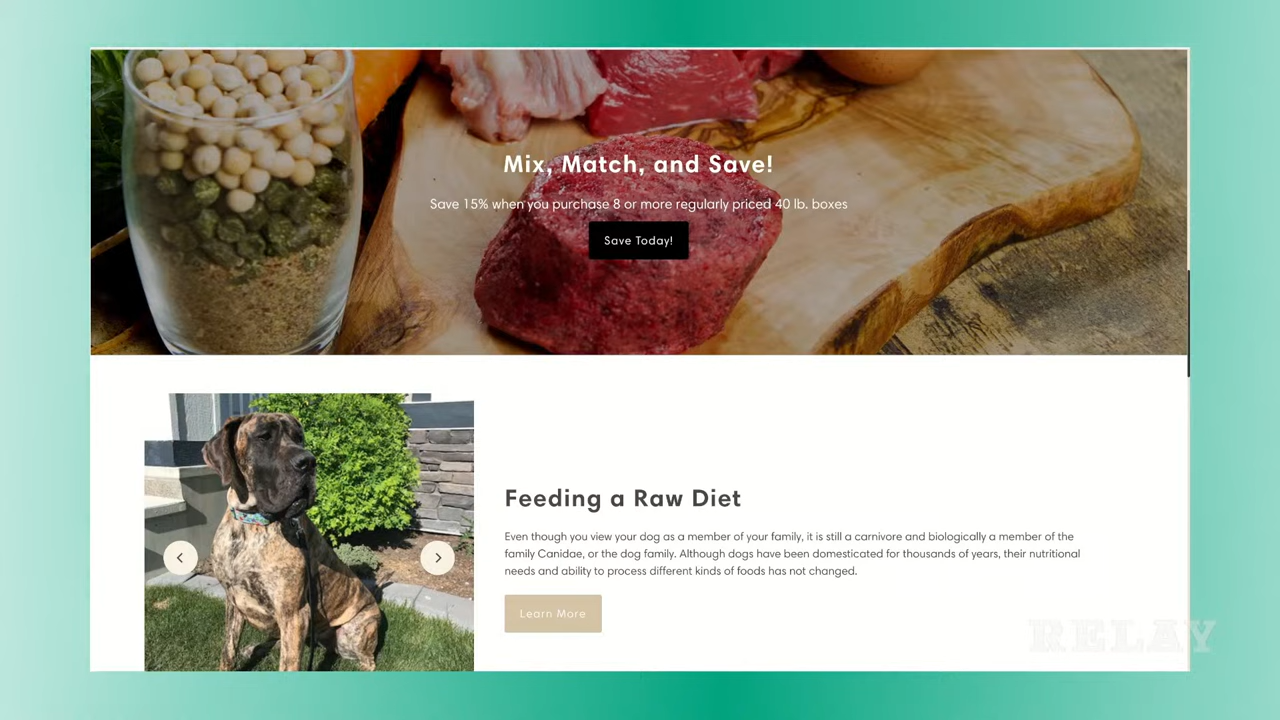 Mix, Match, and Save!
Save 15% when you purchase 8 or more regularly priced 40 lb. boxes
Save Today!
Feeding a Raw Diet
Even though you view your dog as a member of your family, it is still a carnivore and biologically a member of the
family Canidae, or the dog family. Although dogs have been domesticated for thousands of years, their nutritional
needs and ability to process different kinds of foods has not changed.
Learn More
RELAY